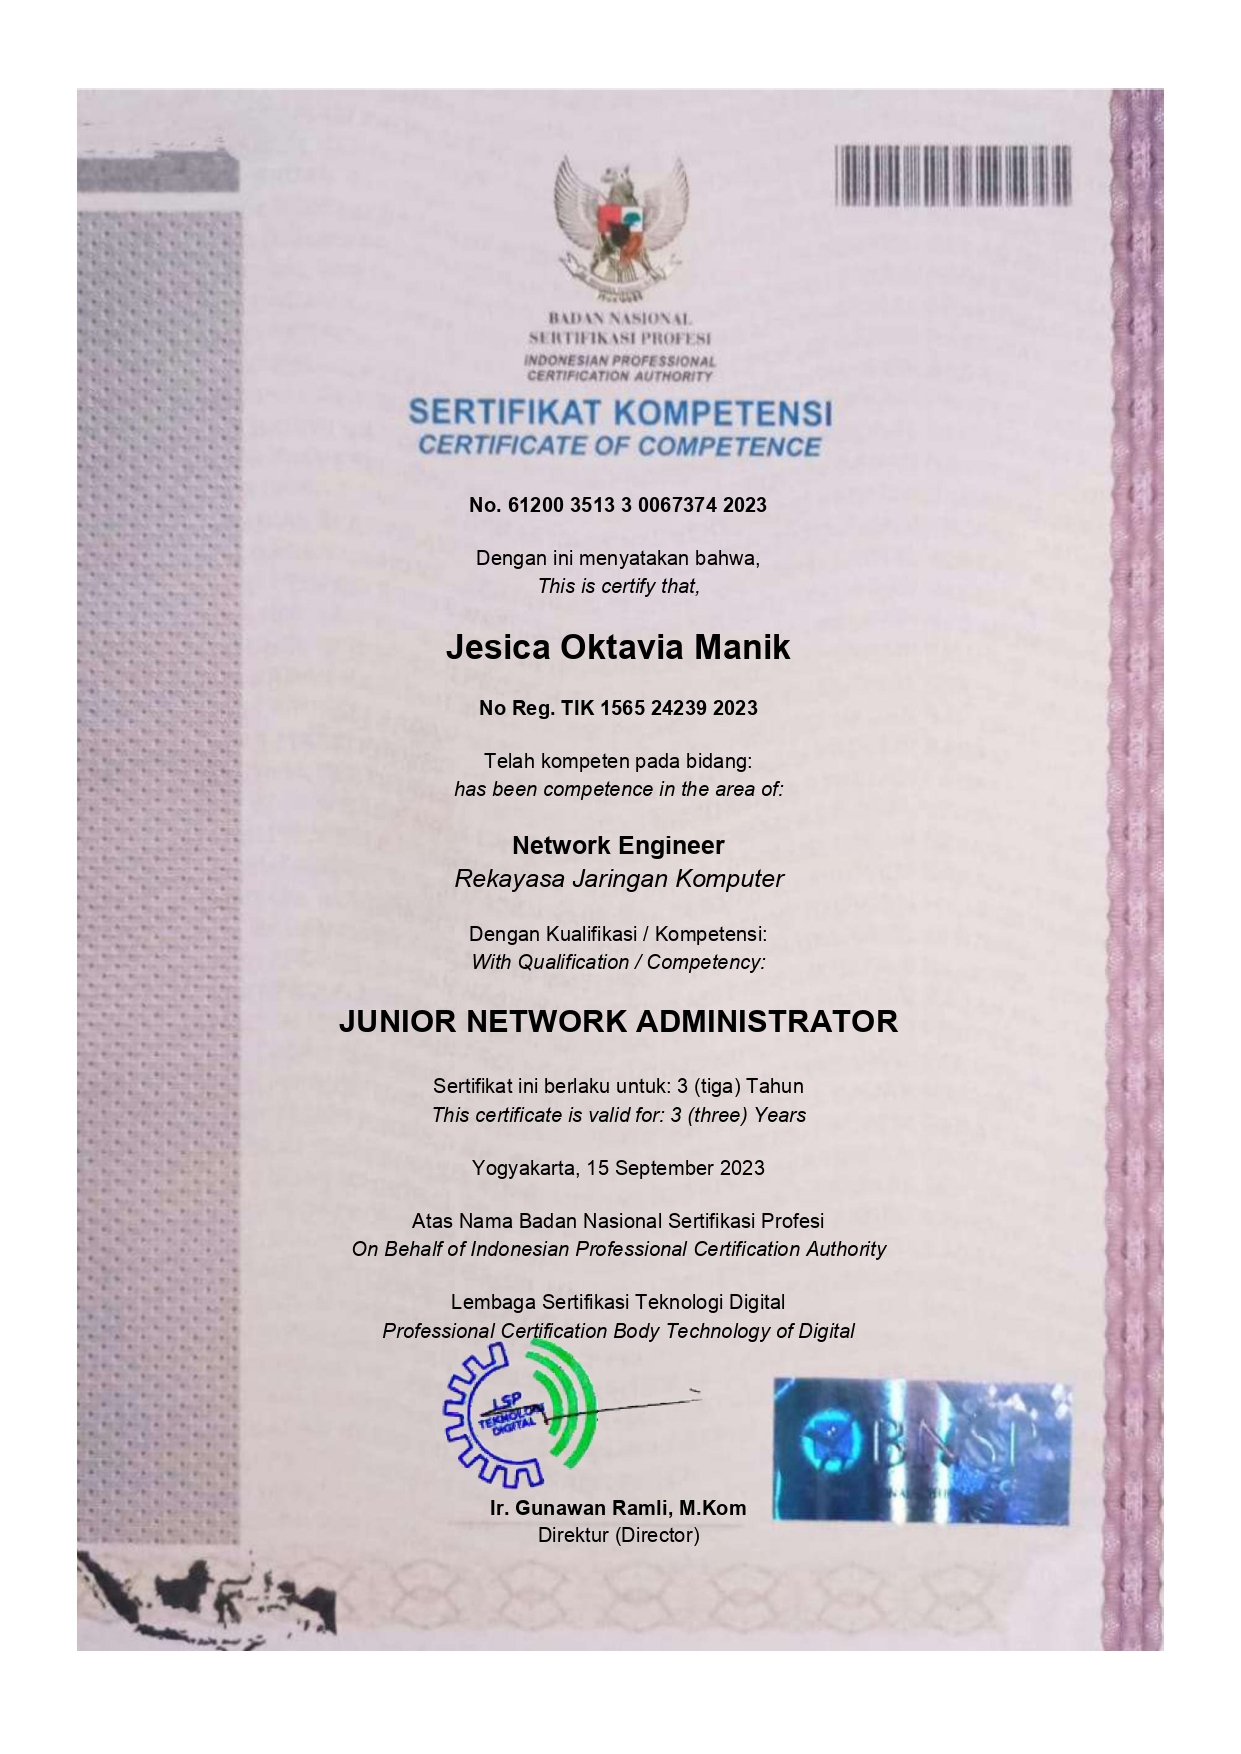 BADAN NASIONAL
SERTIFIKASI PROFESI
INDONESIAN PROFESSIONAL
CERTIFICATION AUTHORITY
SERTIFIKAT KOMPETENSI
CERTIFICATE OF COMPETENCE
No. 61200 3513 3 0067374 2023
Dengan ini menyatakan bahwa,
This is certify that,
Jesica Oktavia Manik
No Reg. TIK 1565 24239 2023
Telah kompeten pada bidang:
has been competence in the area of:
Network Engineer
Rekayasa Jaringan Komputer
Dengan Kualifikasi / Kompetensi:
With Qualification / Competency:
JUNIOR NETWORK ADMINISTRATOR
Sertifikat ini berlaku untuk: 3 (tiga) Tahun
This certificate is valid for: 3 (three) Years
Yogyakarta, 15 September 2023
Atas Nama Badan Nasional Sertifikasi Profesi
On Behalf of Indonesian Professional Certification Authority
Lembaga Sertifikasi Teknologi Digital
Professional Certification Body Technology of Digital
LSP
TEKNOLOGI
DIGITAL
BNSP
Ir. Gunawan Ramli, M.Kom
Direktur (Director)